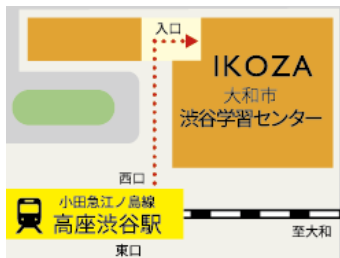 入口
IKOZA
大和市
渋谷学習センター
西口
小田急江ノ島線
高座渋谷駅
至大和
東口